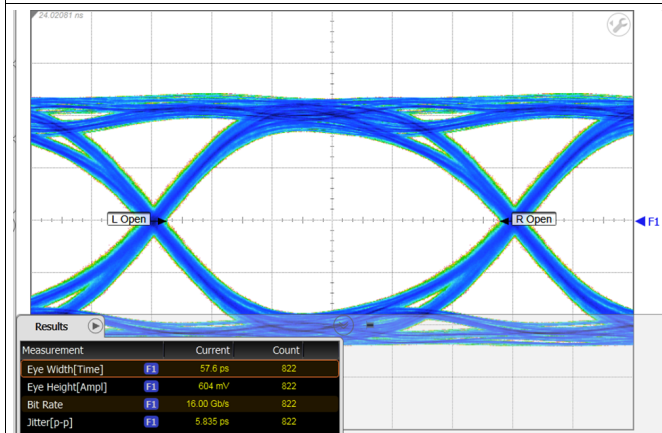 24.02081 ns
L Open
R Open
F1
Results
Measurement Current Count
Eye Width[Time] F1 57.6 ps 822
Eye Height[Ampl] F1 604 mV 822
Bit Rate F1 16.00 Gb/s 822
Jitter[p-p] F1 5.835 ps 822